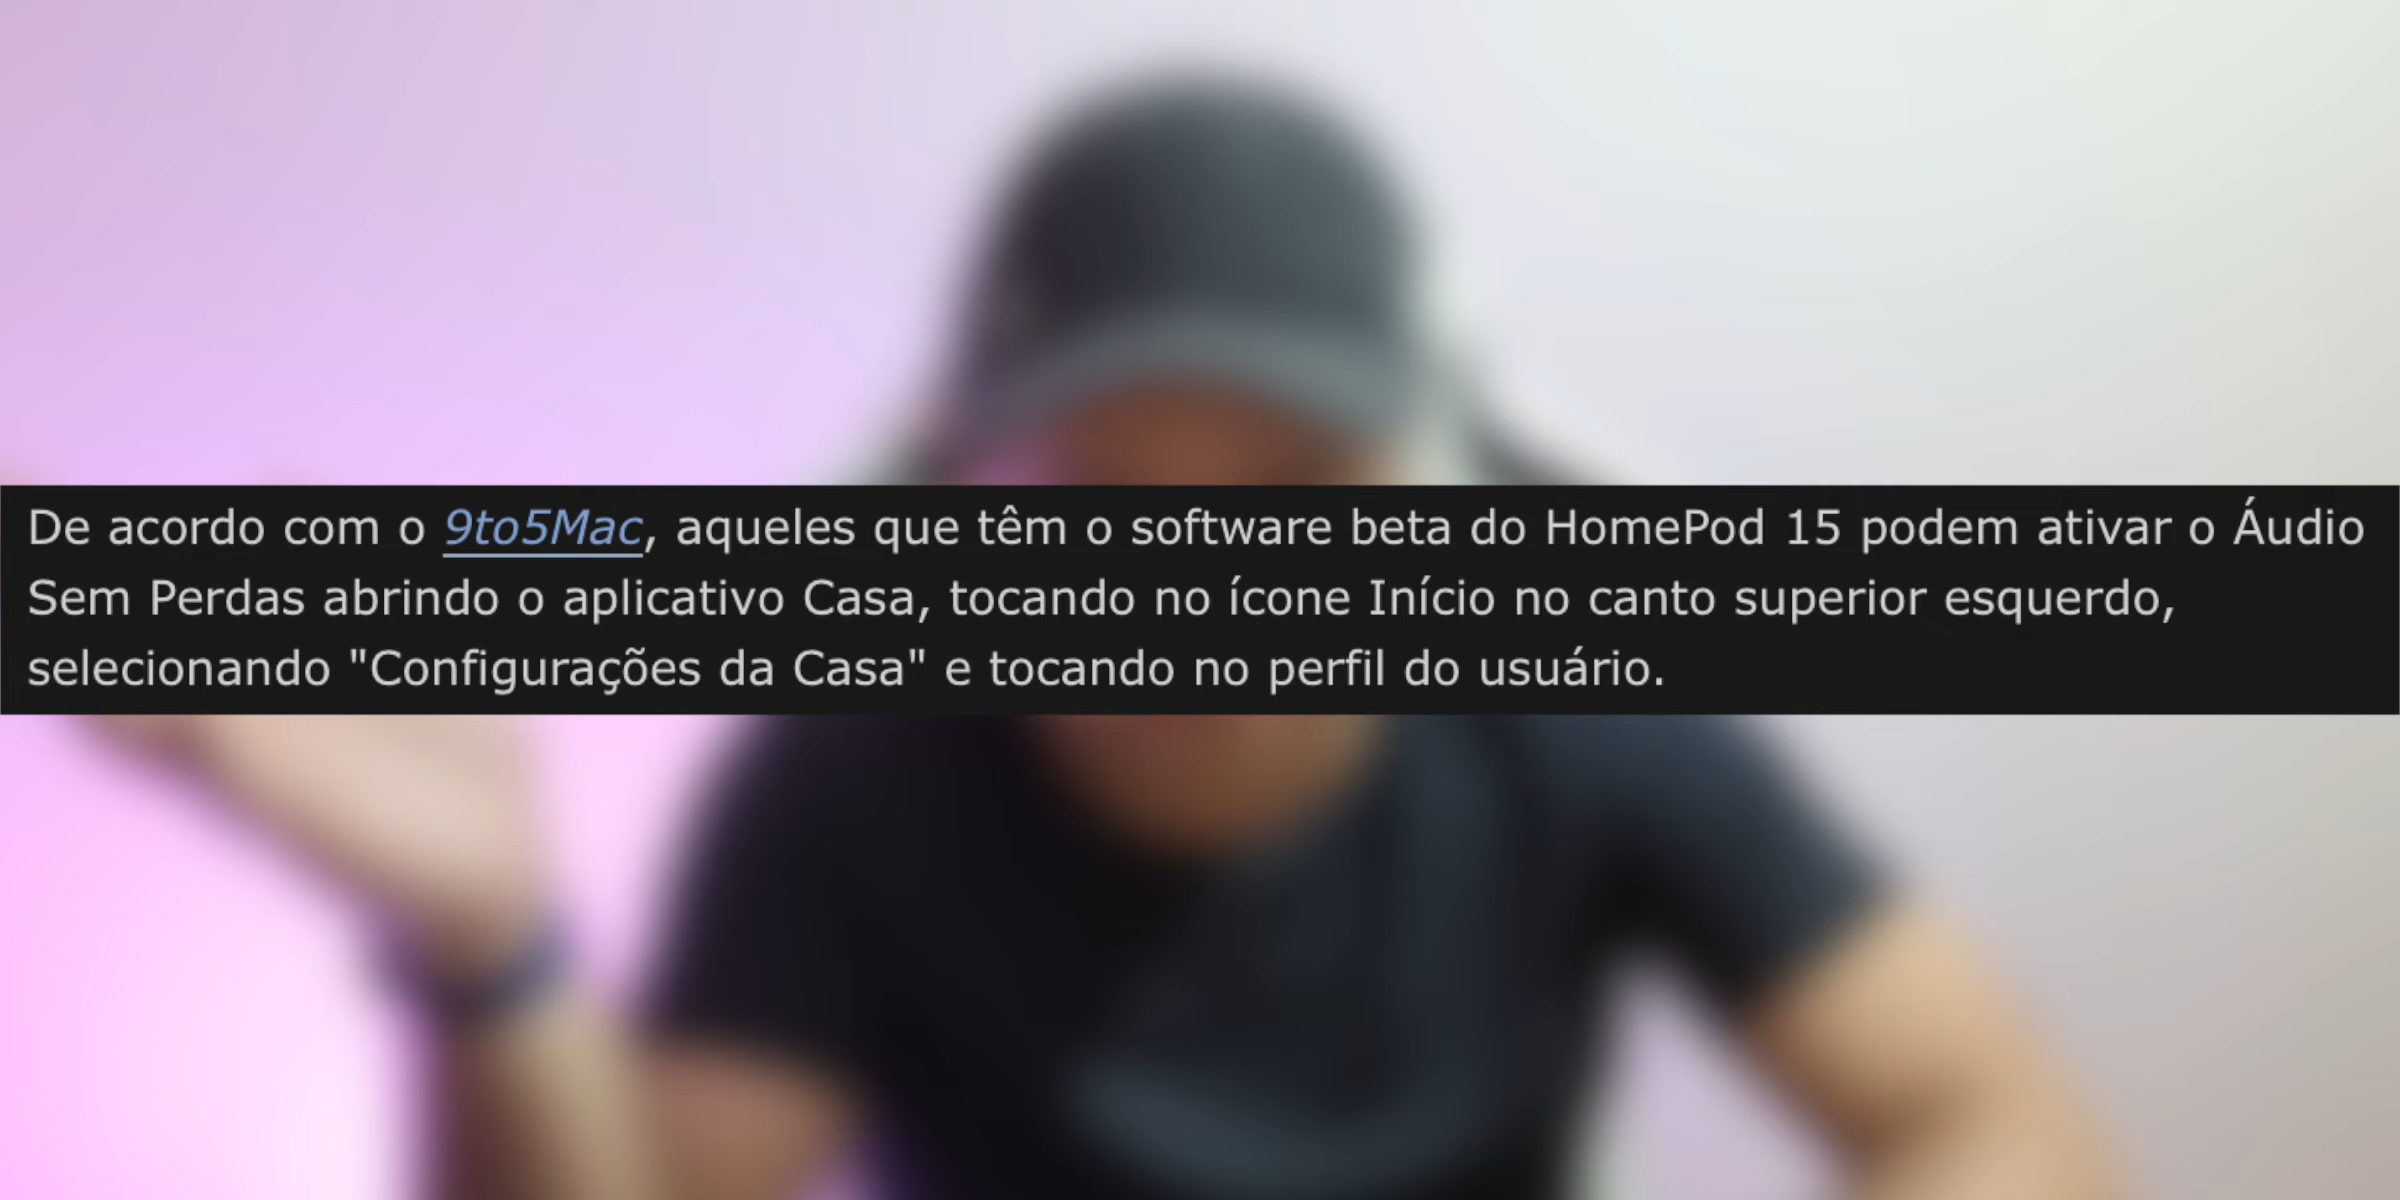 De acordo com o 9to5Mac, aqueles que têm o software beta do HomePod 15 podem ativar o Áudio
Sem Perdas abrindo o aplicativo Casa, tocando no ícone Início no canto superior esquerdo,
selecionando "Configurações da Casa" e tocando no perfil do usuário.